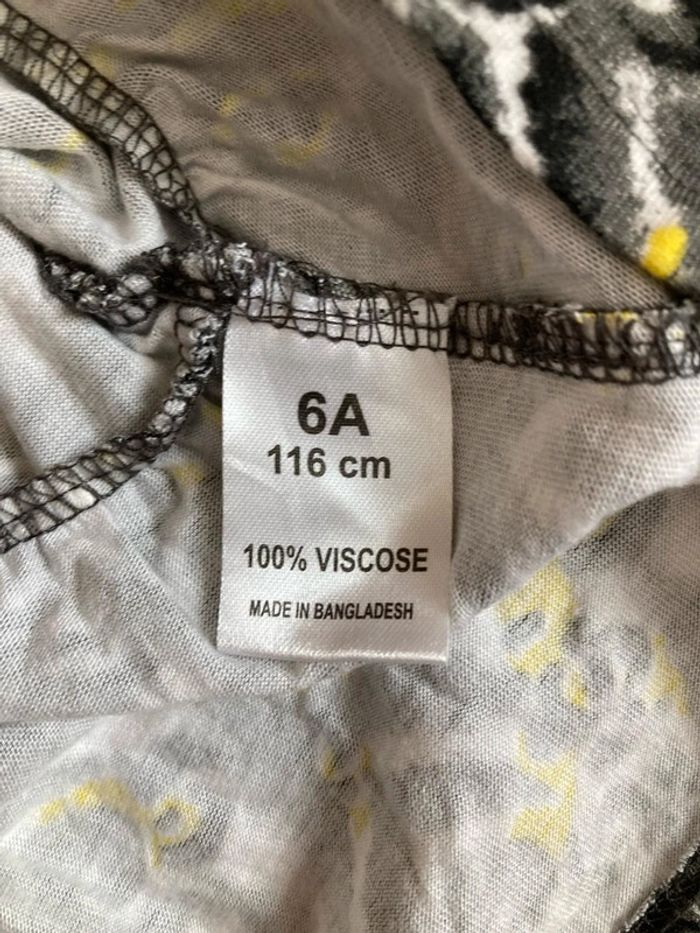 6A
116 cm
100% VISCOSE
MADE IN BANGLADESH